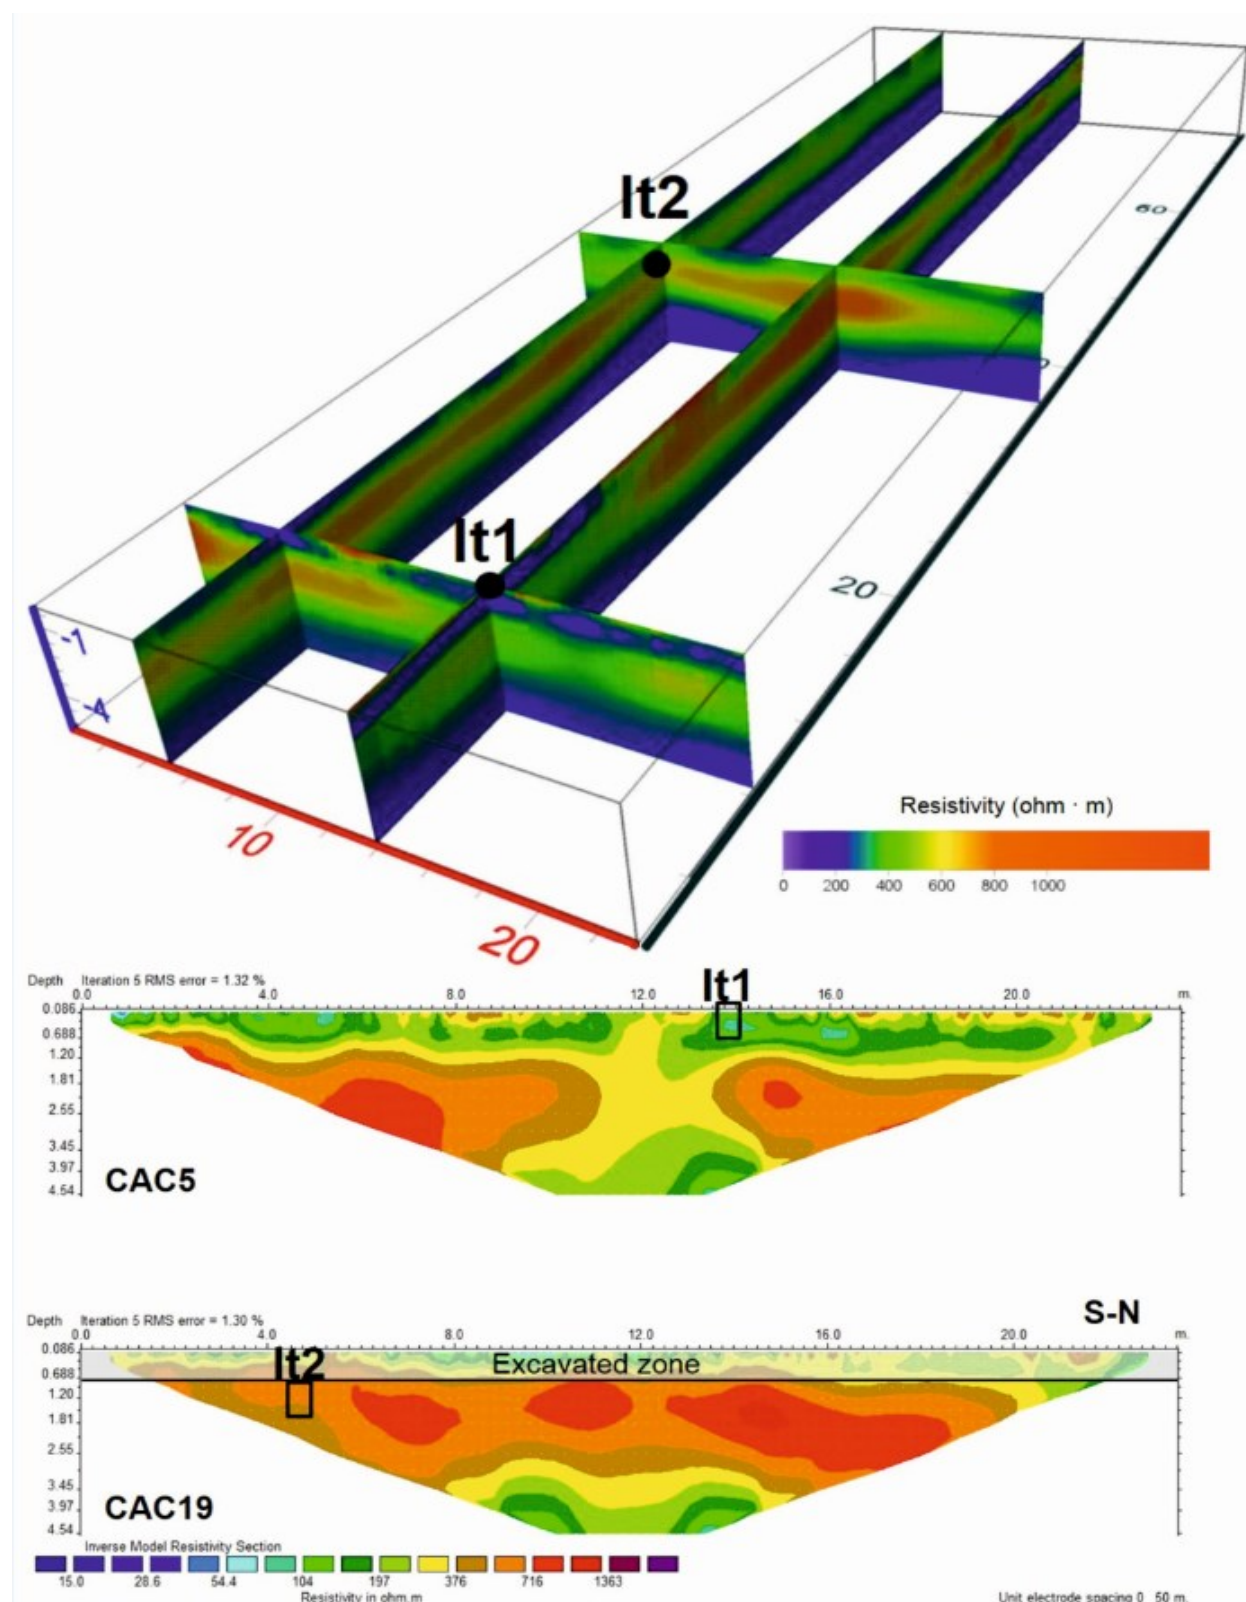 It2
60
0
It1
20
-1
-4
10
20
Resistivity (ohm · m)
0 200 400 600 800 1000
Depth Iteration 5 RMS error = 1.32 %
It1
0.0 4.0 8.0 12.0 16.0 20.0 m.
0.086
0.688
1.20
1.81
2.55
3.45
3.97
4.54
CAC5
S-N
Depth Iteration 5 RMS error = 1.30 %
0.0 4.0 8.0 12.0 16.0 20.0 m.
It2
Excavated zone
0.086
0.688
1.20
1.81
2.55
3.45
3.97
4.54
CAC19
Inverse Model Resistivity Section
15.0 28.6 54.4 104 197 376 716 1363
Resistivity in ohm.m
Unit electrode spacing 0 50 m.